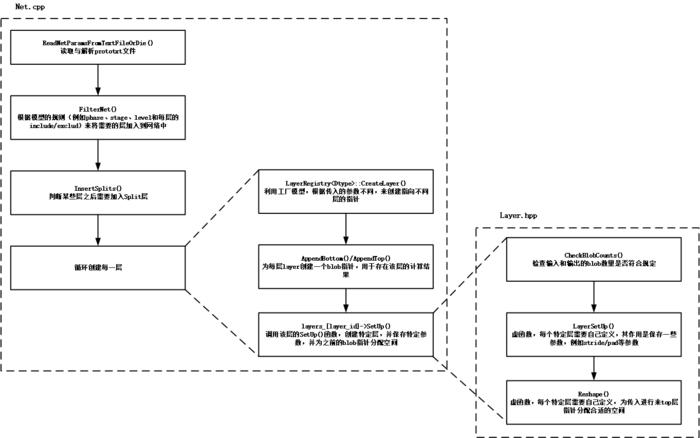 Net.cpp
ReadNetParamsFromTextFileOrDie()
读取与解析prototxt文件
FilterNet()
根据模型的规则（例如phase、stage、level和每层的
include/exclud）来将需要的层加入到网络中
InsertSplits()
判断某些层之后需要加入Split层
循环创建每一层
LayerRegistry<Dtype>::CreateLayer()
利用工厂模型，根据传入的参数不同，来创建指向不同
层的指针
AppendBottom()/AppendTop()
为每层layer创建一个blob指针，用于存在该层的计算结
果
layers_[layer_id]->SetUp()
调用该层的SetUp()函数，创建特定层，并保存特定参
数，并为之前的blob指针分配空间
Layer.hpp
CheckBlobCounts()
检查输入和输出的blob数量是否符合规定
LayerSetUp()
虚函数，每个特定层需要自己定义，其作用是保存一些
参数，例如stride/pad等参数
Reshape()
虚函数，每个特定层需要自己定义，为传入进行来top层
指针分配合适的空间